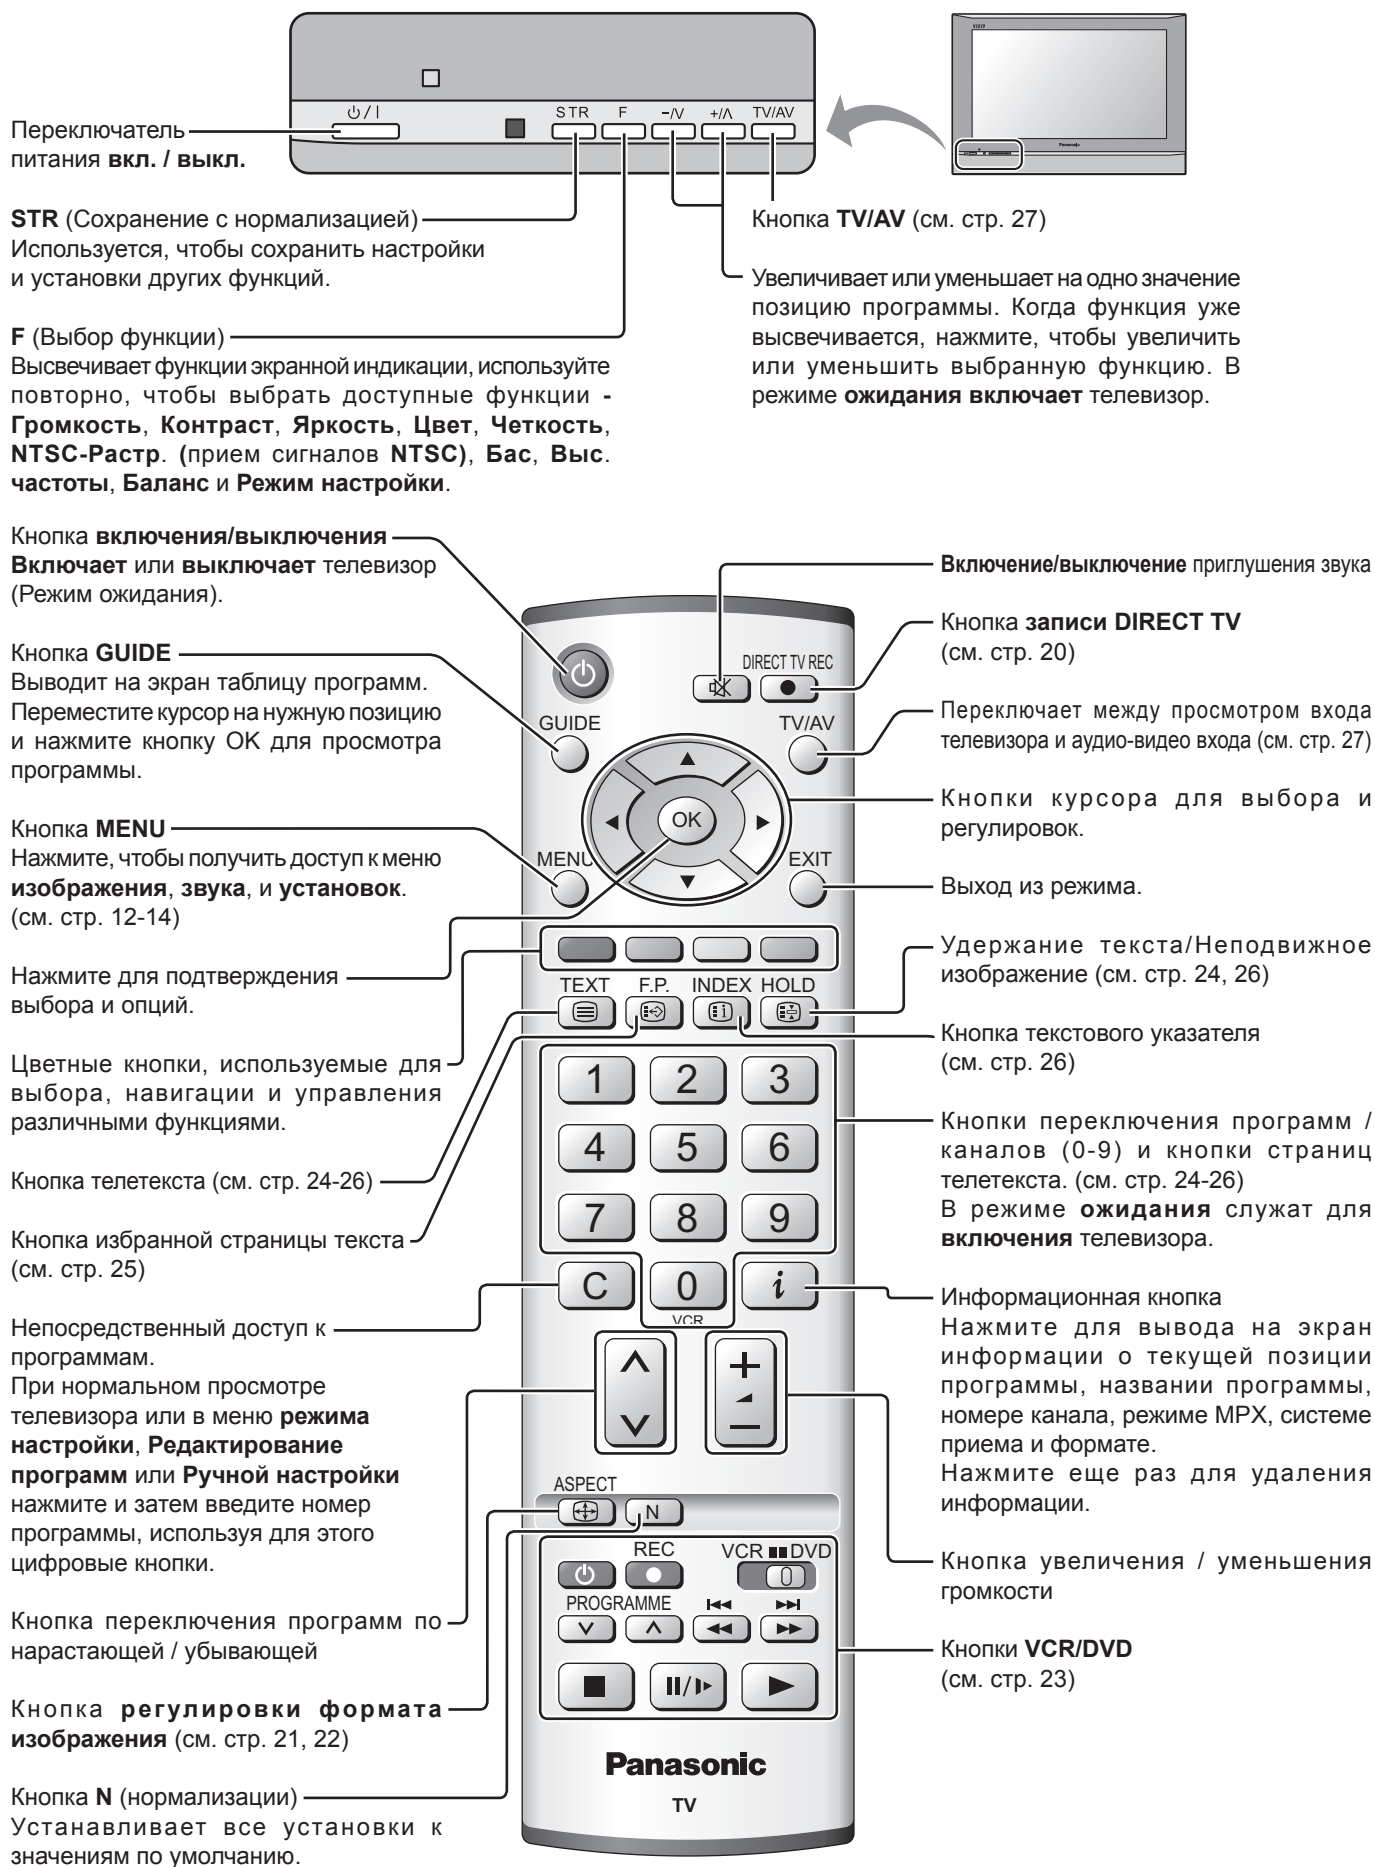 ⏻/I STR F −/V +/Λ TV/AV
Panasonic
Переключатель
питания вкл. / выкл.
STR (Сохранение с нормализацией)
Используется, чтобы сохранить настройки
и установки других функций.
F (Выбор функции)
Высвечивает функции экранной индикации, используйте
повторно, чтобы выбрать доступные функции -
Громкость, Контраст, Яркость, Цвет, Четкость,
NTSC-Растр. (прием сигналов NTSC), Бас, Выс.
частоты, Баланс и Режим настройки.
Кнопка TV/AV (см. стр. 27)
Увеличивает или уменьшает на одно значение
позицию программы. Когда функция уже
высвечивается, нажмите, чтобы увеличить
или уменьшить выбранную функцию. В
режиме ожидания включает телевизор.
Кнопка включения/выключения
Включает или выключает телевизор
(Режим ожидания).
Кнопка GUIDE
Выводит на экран таблицу программ.
Переместите курсор на нужную позицию
и нажмите кнопку OK для просмотра
программы.
Кнопка MENU
Нажмите, чтобы получить доступ к меню
изображения, звука, и установок.
(см. стр. 12-14)
Нажмите для подтверждения
выбора и опций.
Цветные кнопки, используемые для
выбора, навигации и управления
различными функциями.
Кнопка телетекста (см. стр. 24-26)
Кнопка избранной страницы текста
(см. стр. 25)
Непосредственный доступ к
программам.
При нормальном просмотре
телевизора или в меню режима
настройки, Редактирование
программ или Ручной настройки
нажмите и затем введите номер
программы, используя для этого
цифровые кнопки.
Кнопка переключения программ по
нарастающей / убывающей
Кнопка регулировки формата
изображения (см. стр. 21, 22)
Кнопка N (нормализации)
Устанавливает все установки к
значениям по умолчанию.
DIRECT TV REC
GUIDE TV/AV
OK
MENU EXIT
TEXT F.P. INDEX HOLD
1 2 3
4 5 6
7 8 9
C 0 i
VCR
+
−
ASPECT
N
REC VCR DVD
PROGRAMME
Panasonic
TV
Включение/выключение приглушения звука
Кнопка записи DIRECT TV
(см. стр. 20)
Переключает между просмотром входа
телевизора и аудио-видео входа (см. стр. 27)
Кнопки курсора для выбора и
регулировок.
Выход из режима.
Удержание текста/Неподвижное
изображение (см. стр. 24, 26)
Кнопка текстового указателя
(см. стр. 26)
Кнопки переключения программ /
каналов (0-9) и кнопки страниц
телетекста. (см. стр. 24-26)
В режиме ожидания служат для
включения телевизора.
Информационная кнопка
Нажмите для вывода на экран
информации о текущей позиции
программы, названии программы,
номере канала, режиме MPX, системе
приема и формате.
Нажмите еще раз для удаления
информации.
Кнопка увеличения / уменьшения
громкости
Кнопки VCR/DVD
(см. стр. 23)